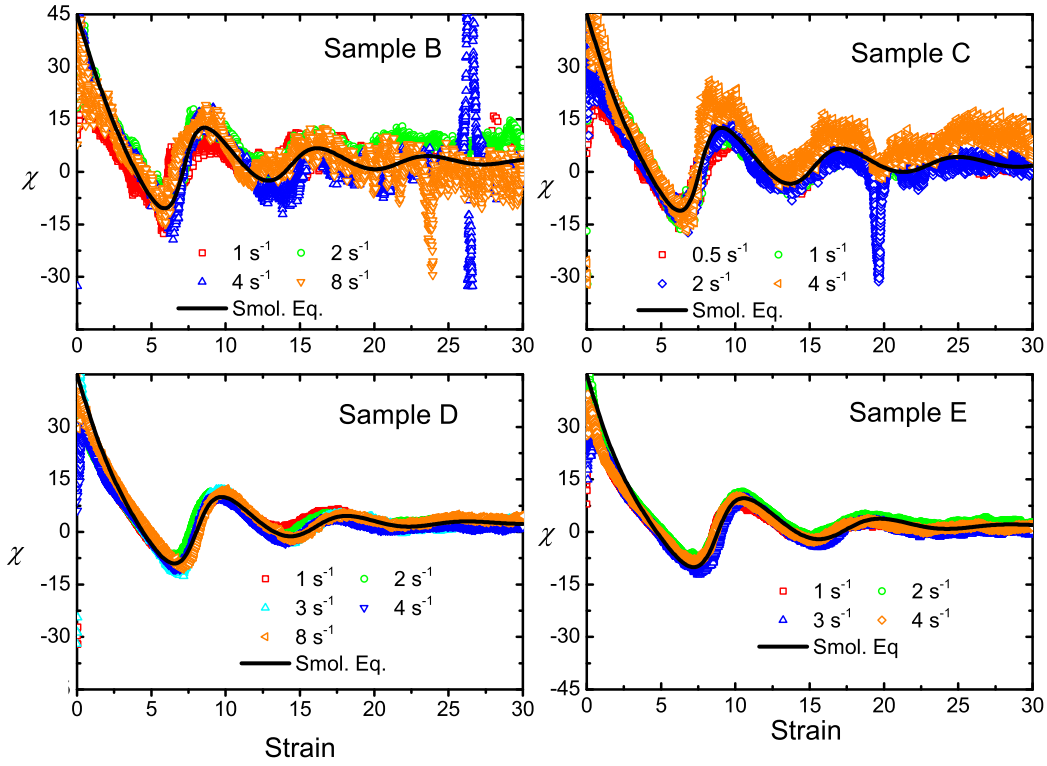 Sample B
χ
45
30
15
0
-15
-30
1 s⁻¹ 2 s⁻¹
4 s⁻¹ 8 s⁻¹
Smol. Eq.
0 5 10 15 20 25 30
Sample C
χ
45
30
15
0
-15
-30
0.5 s⁻¹ 1 s⁻¹
2 s⁻¹ 4 s⁻¹
Smol. Eq.
0 5 10 15 20 25 30
Sample D
χ
30
15
0
-15
-30
1 s⁻¹ 2 s⁻¹
3 s⁻¹ 4 s⁻¹
8 s⁻¹
Smol. Eq.
0 5 10 15 20 25 30
Strain
Sample E
χ
30
15
0
-15
-30
-45
1 s⁻¹ 2 s⁻¹
3 s⁻¹ 4 s⁻¹
Smol. Eq
0 5 10 15 20 25 30
Strain